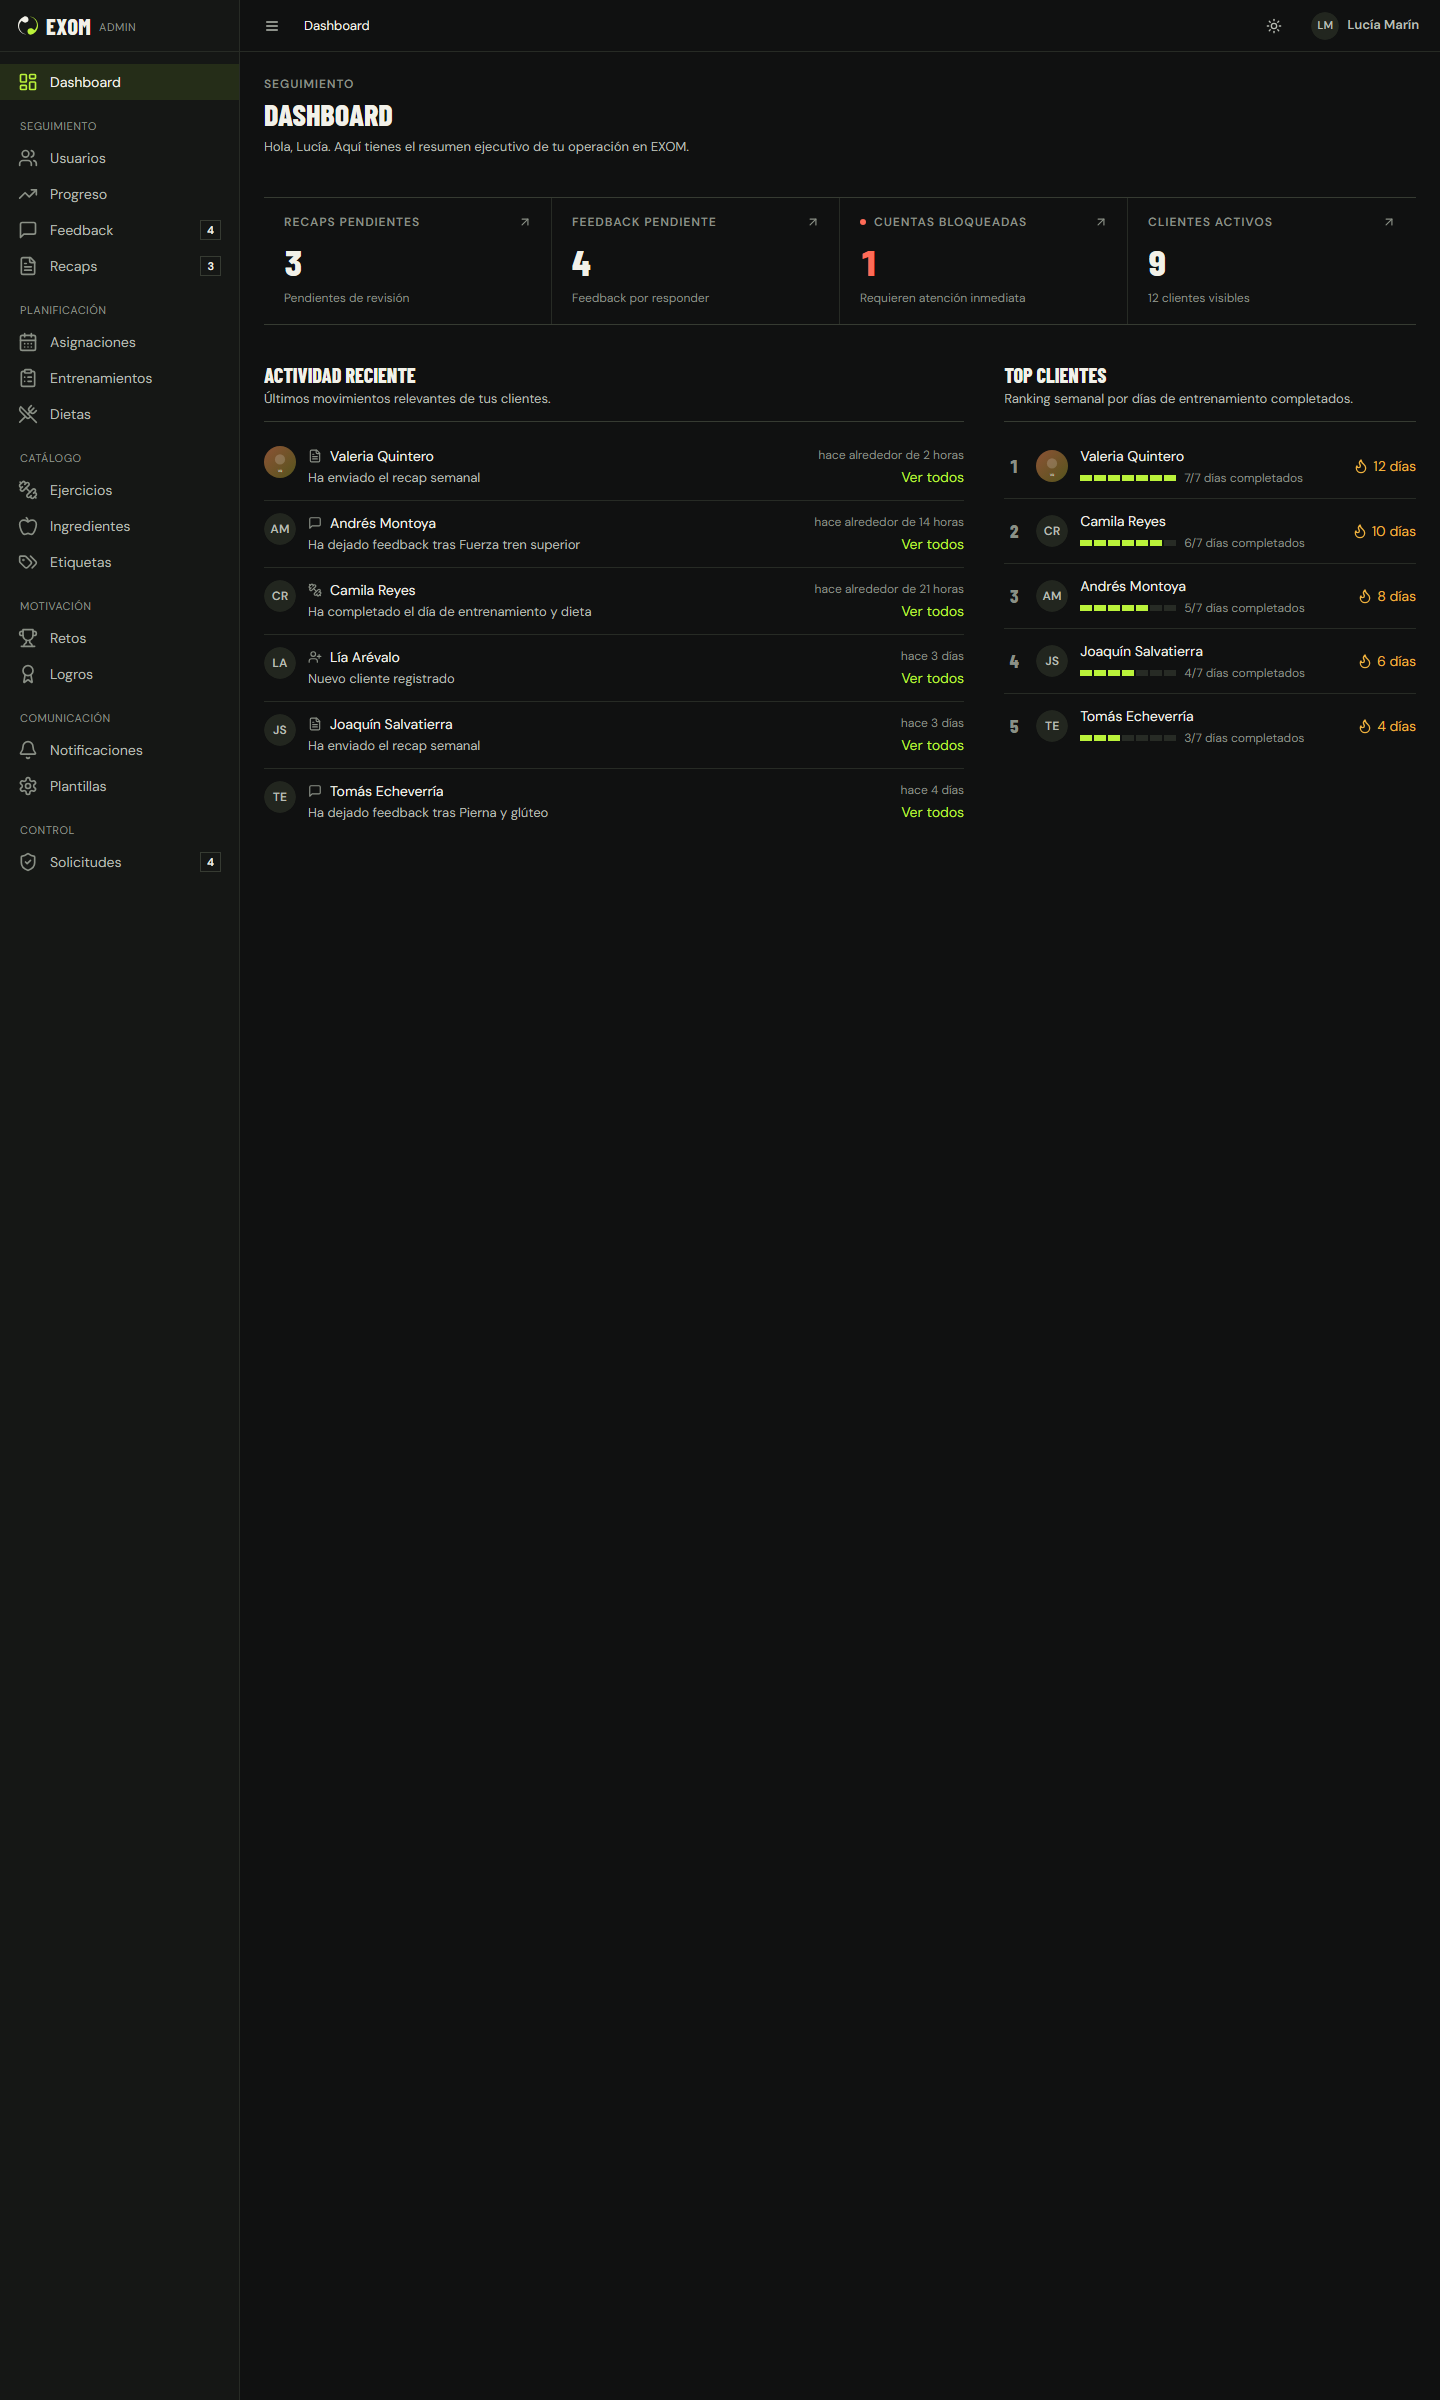 EXOM ADMIN
Dashboard
SEGUIMIENTO
Usuarios
Progreso
Feedback 4
Recaps 3
PLANIFICACIÓN
Asignaciones
Entrenamientos
Dietas
CATÁLOGO
Ejercicios
Ingredientes
Etiquetas
MOTIVACIÓN
Retos
Logros
COMUNICACIÓN
Notificaciones
Plantillas
CONTROL
Solicitudes 4
Dashboard
LM Lucía Marín
SEGUIMIENTO
DASHBOARD
Hola, Lucía. Aquí tienes el resumen ejecutivo de tu operación en EXOM.
RECAPS PENDIENTES
3
Pendientes de revisión
FEEDBACK PENDIENTE
4
Feedback por responder
CUENTAS BLOQUEADAS
1
Requieren atención inmediata
CLIENTES ACTIVOS
9
12 clientes visibles
ACTIVIDAD RECIENTE
Últimos movimientos relevantes de tus clientes.
Valeria Quintero hace alrededor de 2 horas
Ha enviado el recap semanal Ver todos
AM Andrés Montoya hace alrededor de 14 horas
Ha dejado feedback tras Fuerza tren superior Ver todos
CR Camila Reyes hace alrededor de 21 horas
Ha completado el día de entrenamiento y dieta Ver todos
LA Lía Arévalo hace 3 días
Nuevo cliente registrado Ver todos
JS Joaquín Salvatierra hace 3 días
Ha enviado el recap semanal Ver todos
TE Tomás Echeverría hace 4 días
Ha dejado feedback tras Pierna y glúteo Ver todos
TOP CLIENTES
Ranking semanal por días de entrenamiento completados.
1 Valeria Quintero 12 días
7/7 días completados
2 CR Camila Reyes 10 días
6/7 días completados
3 AM Andrés Montoya 8 días
5/7 días completados
4 JS Joaquín Salvatierra 6 días
4/7 días completados
5 TE Tomás Echeverría 4 días
3/7 días completados